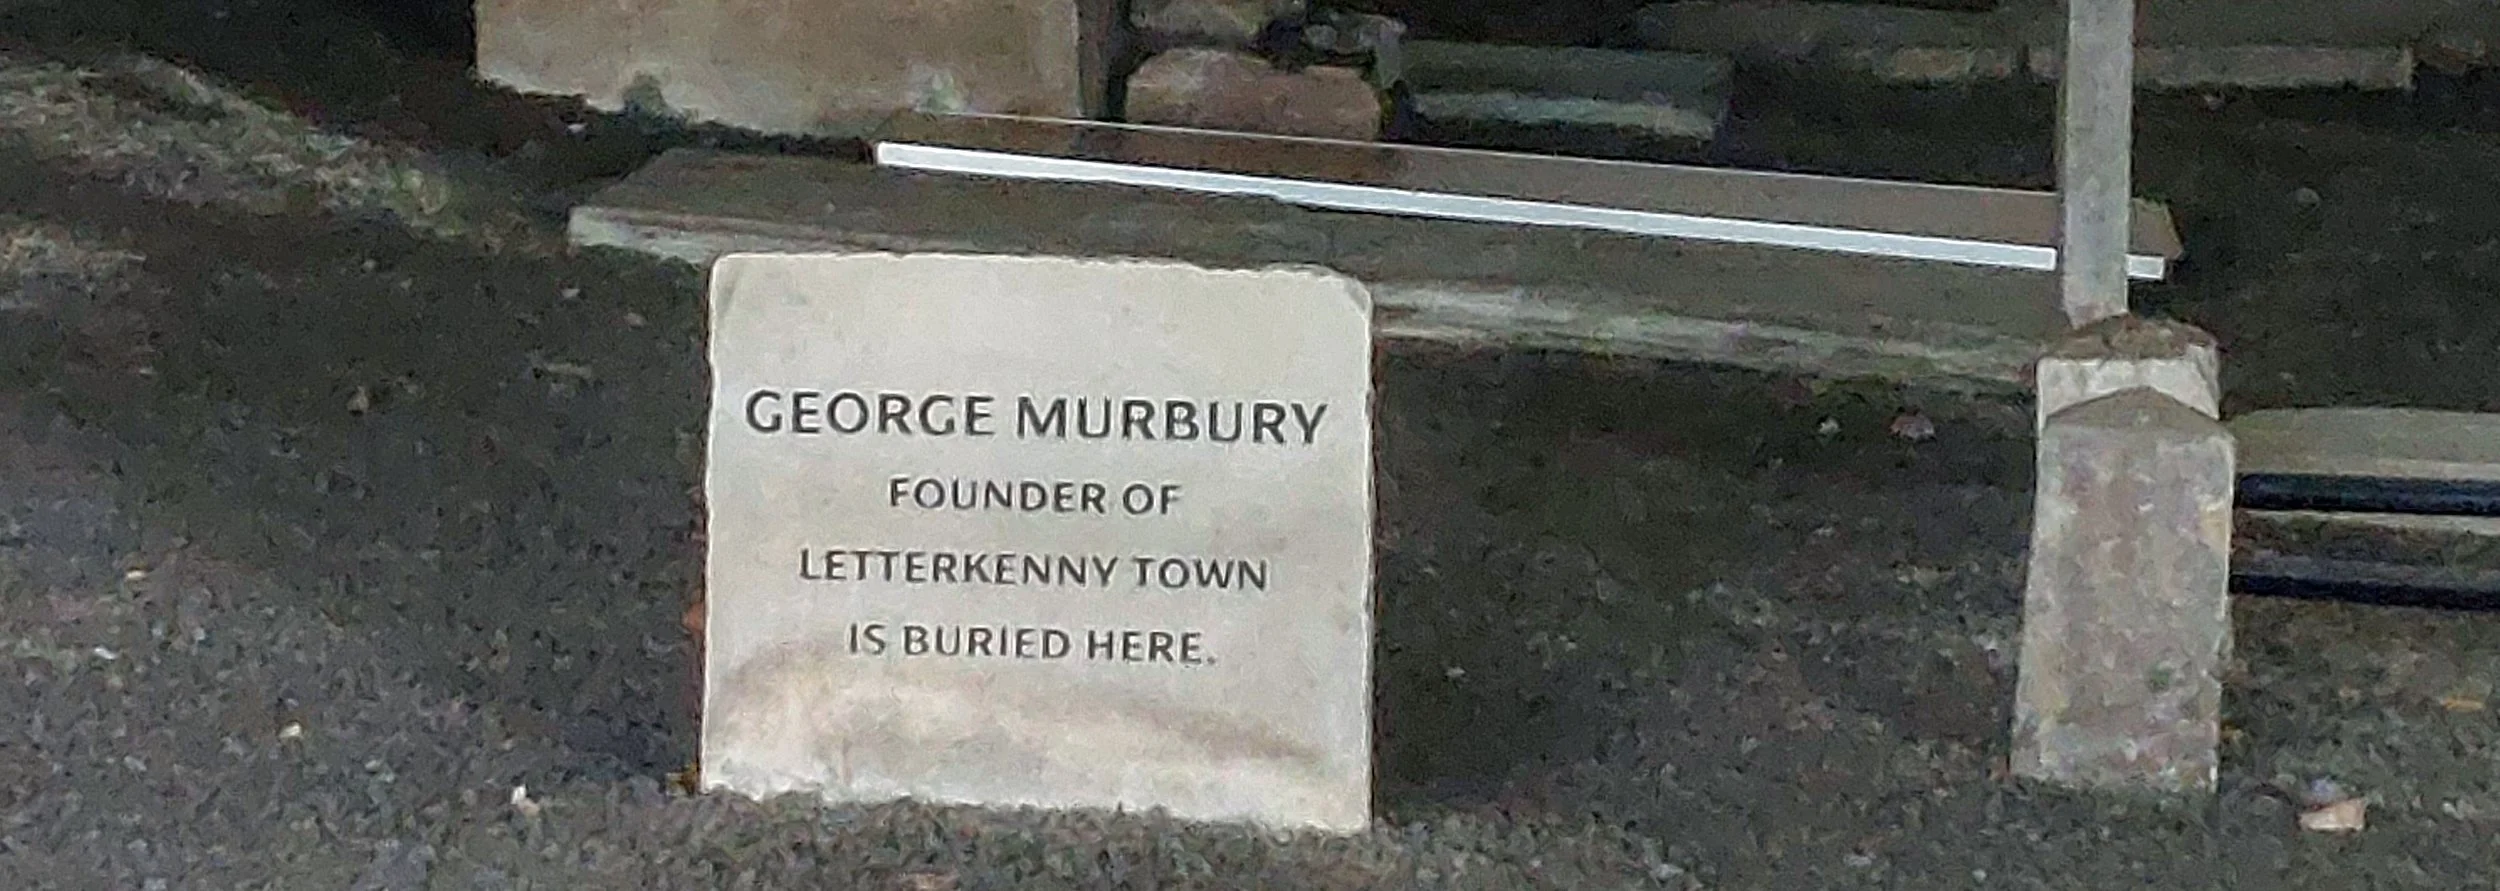 GEORGE MURBURY
FOUNDER OF
LETTERKENNY TOWN
IS BURIED HERE.